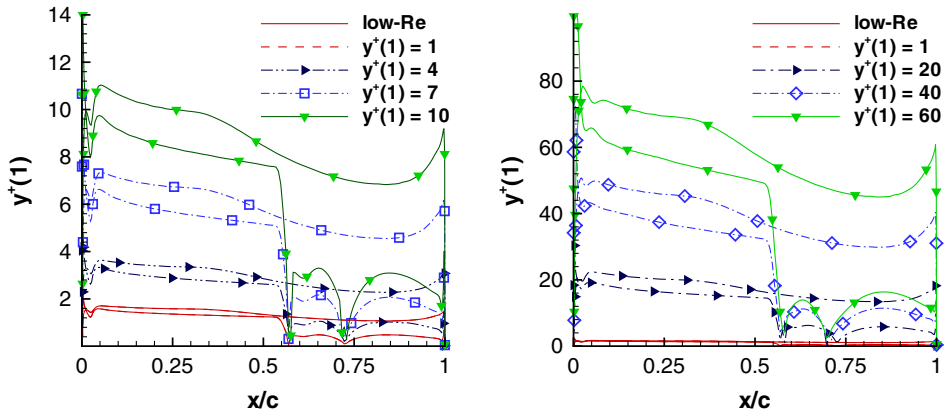 14
12
10
8
6
4
2
y⁺(1)
0
0.25
0.5
0.75
1
x/c
low-Re
y⁺(1) = 1
y⁺(1) = 4
y⁺(1) = 7
y⁺(1) = 10
80
60
40
20
0
y⁺(1)
0
0.25
0.5
0.75
1
x/c
low-Re
y⁺(1) = 1
y⁺(1) = 20
y⁺(1) = 40
y⁺(1) = 60